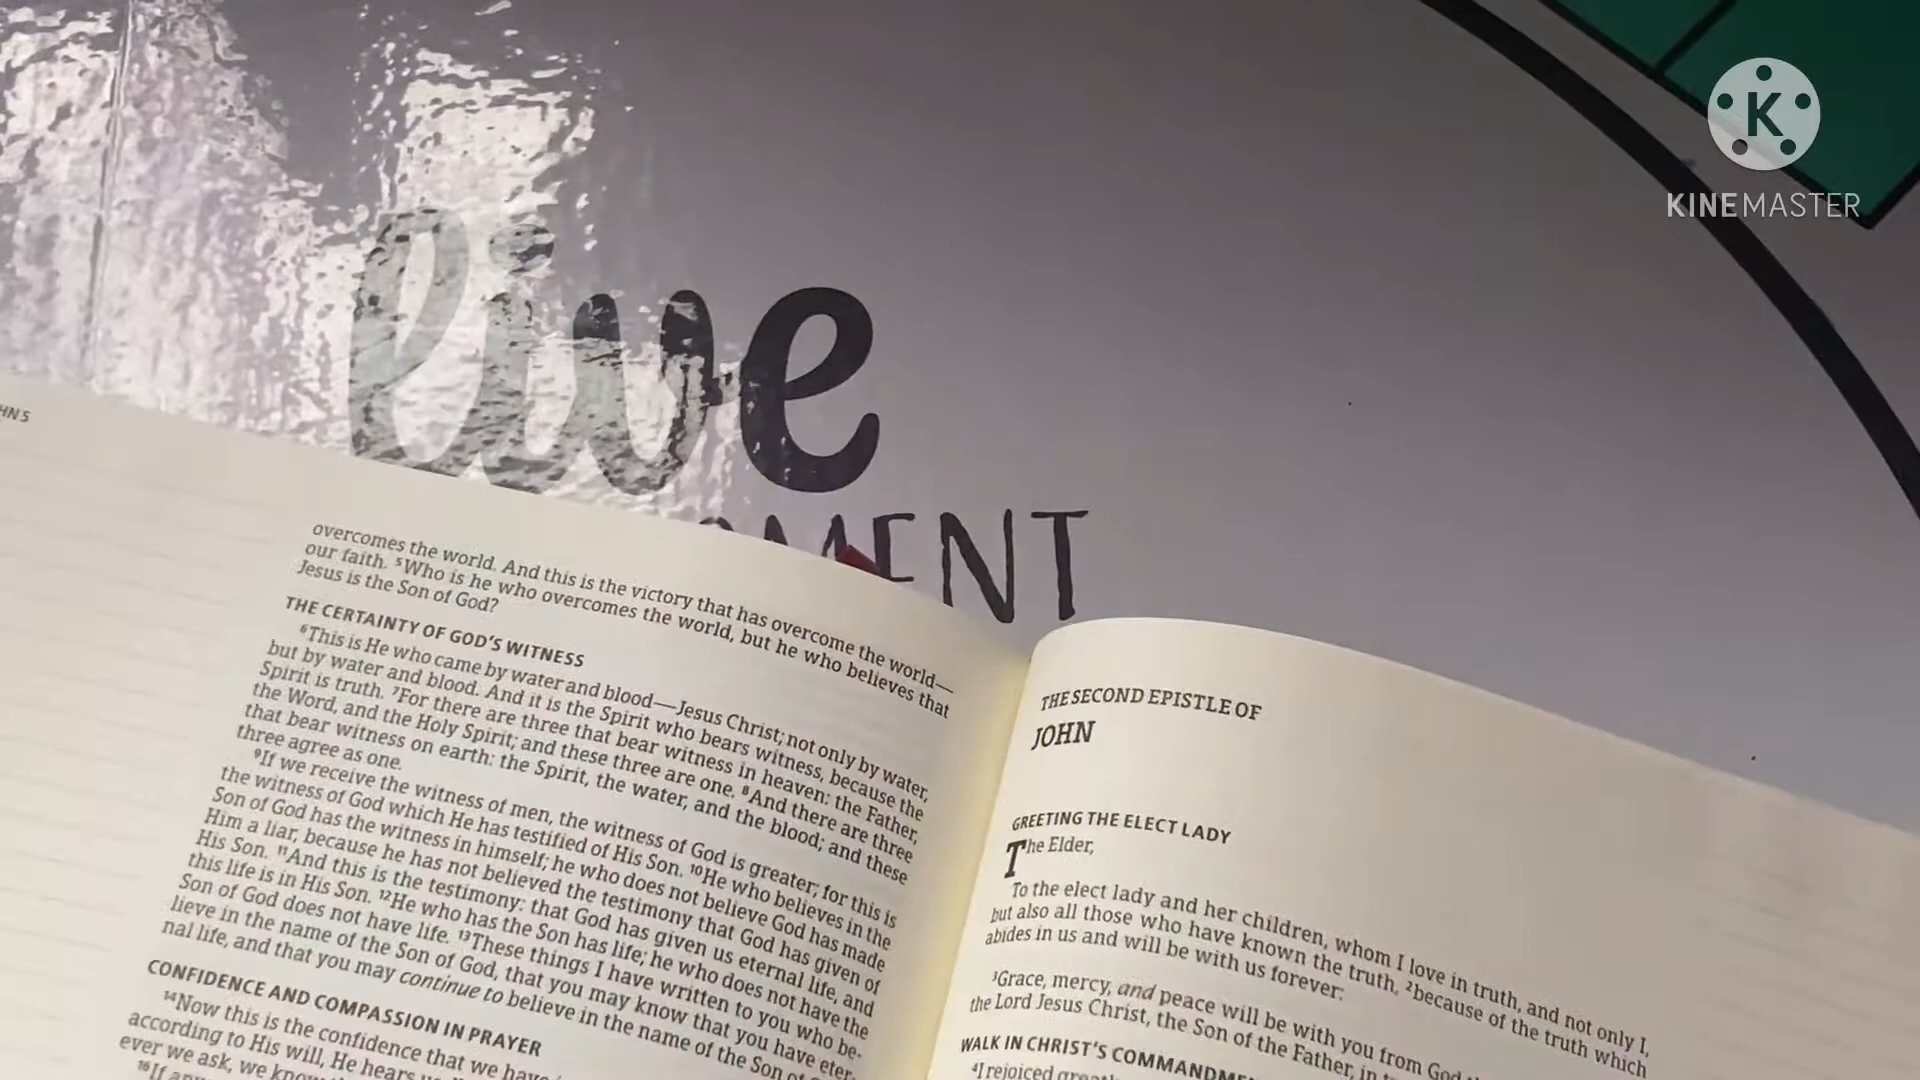 KINEMASTER
live
MENT
HN 5
overcomes the world. And this is the victory that has overcome the world—
our faith. ⁵Who is he who overcomes the world, but he who believes that
Jesus is the Son of God?
THE CERTAINTY OF GOD'S WITNESS
⁶This is He who came by water and blood—Jesus Christ; not only by water,
but by water and blood. And it is the Spirit who bears witness, because the
Spirit is truth. ⁷For there are three that bear witness in heaven: the Father,
the Word, and the Holy Spirit; and these three are one. ⁸And there are three
that bear witness on earth: the Spirit, the water, and the blood; and these
three agree as one.
⁹If we receive the witness of men, the witness of God is greater; for this is
the witness of God which He has testified of His Son. ¹⁰He who believes in the
Son of God has the witness in himself; he who does not believe God has made
Him a liar, because he has not believed the testimony that God has given of
His Son. ¹¹And this is the testimony: that God has given us eternal life, and
this life is in His Son. ¹²He who has the Son has life; he who does not have the
Son of God does not have life. ¹³These things I have written to you who be-
lieve in the name of the Son of God, that you may know that you have eter-
nal life, and that you may continue to believe in the name of the Son of
CONFIDENCE AND COMPASSION IN PRAYER
¹⁴Now this is the confidence that we have
according to His will, He hears
ever we ask, we know
¹⁶If any
THE SECOND EPISTLE OF
JOHN
GREETING THE ELECT LADY
The Elder,
To the elect lady and her children, whom I love in truth, and not only I,
but also all those who have known the truth, ²because of the truth which
abides in us and will be with us forever:
³Grace, mercy, and peace will be with you from God
the Lord Jesus Christ, the Son of the Father, in
WALK IN CHRIST'S COMMANDME
⁴I rejoiced